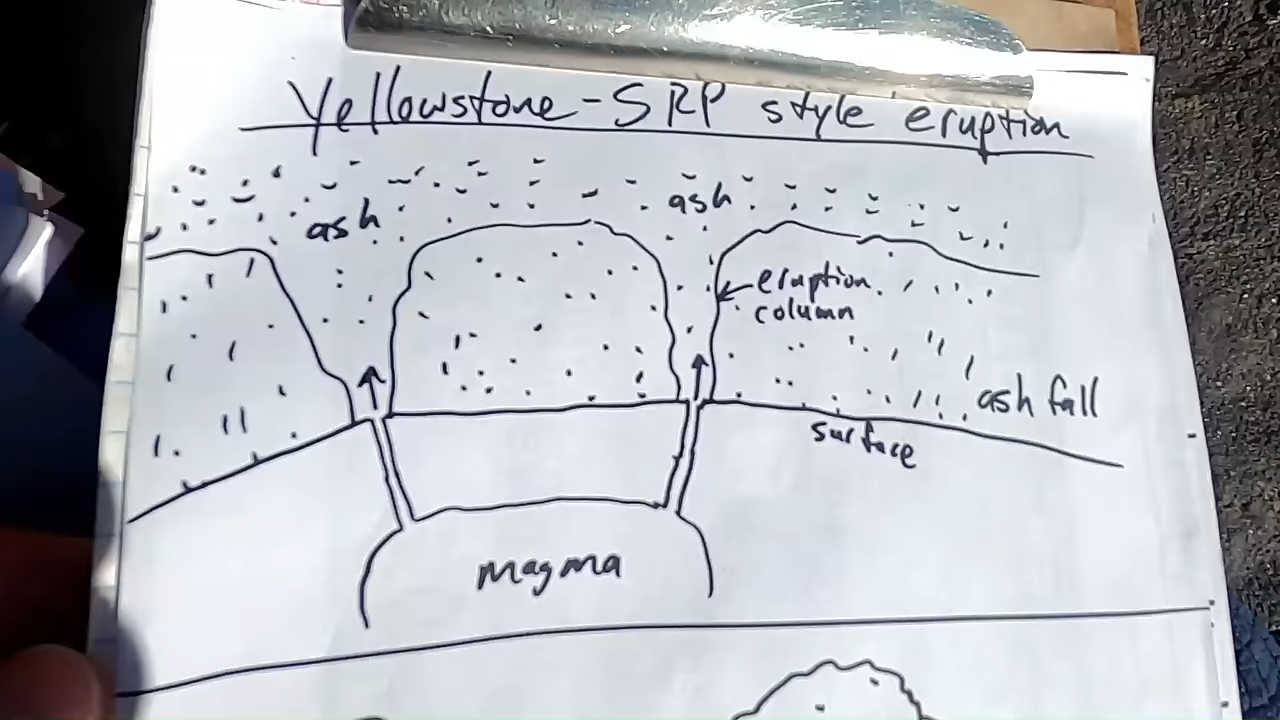 Yellowstone-SRP style eruption
ash
ash
eruption
column
ash fall
surface
magma